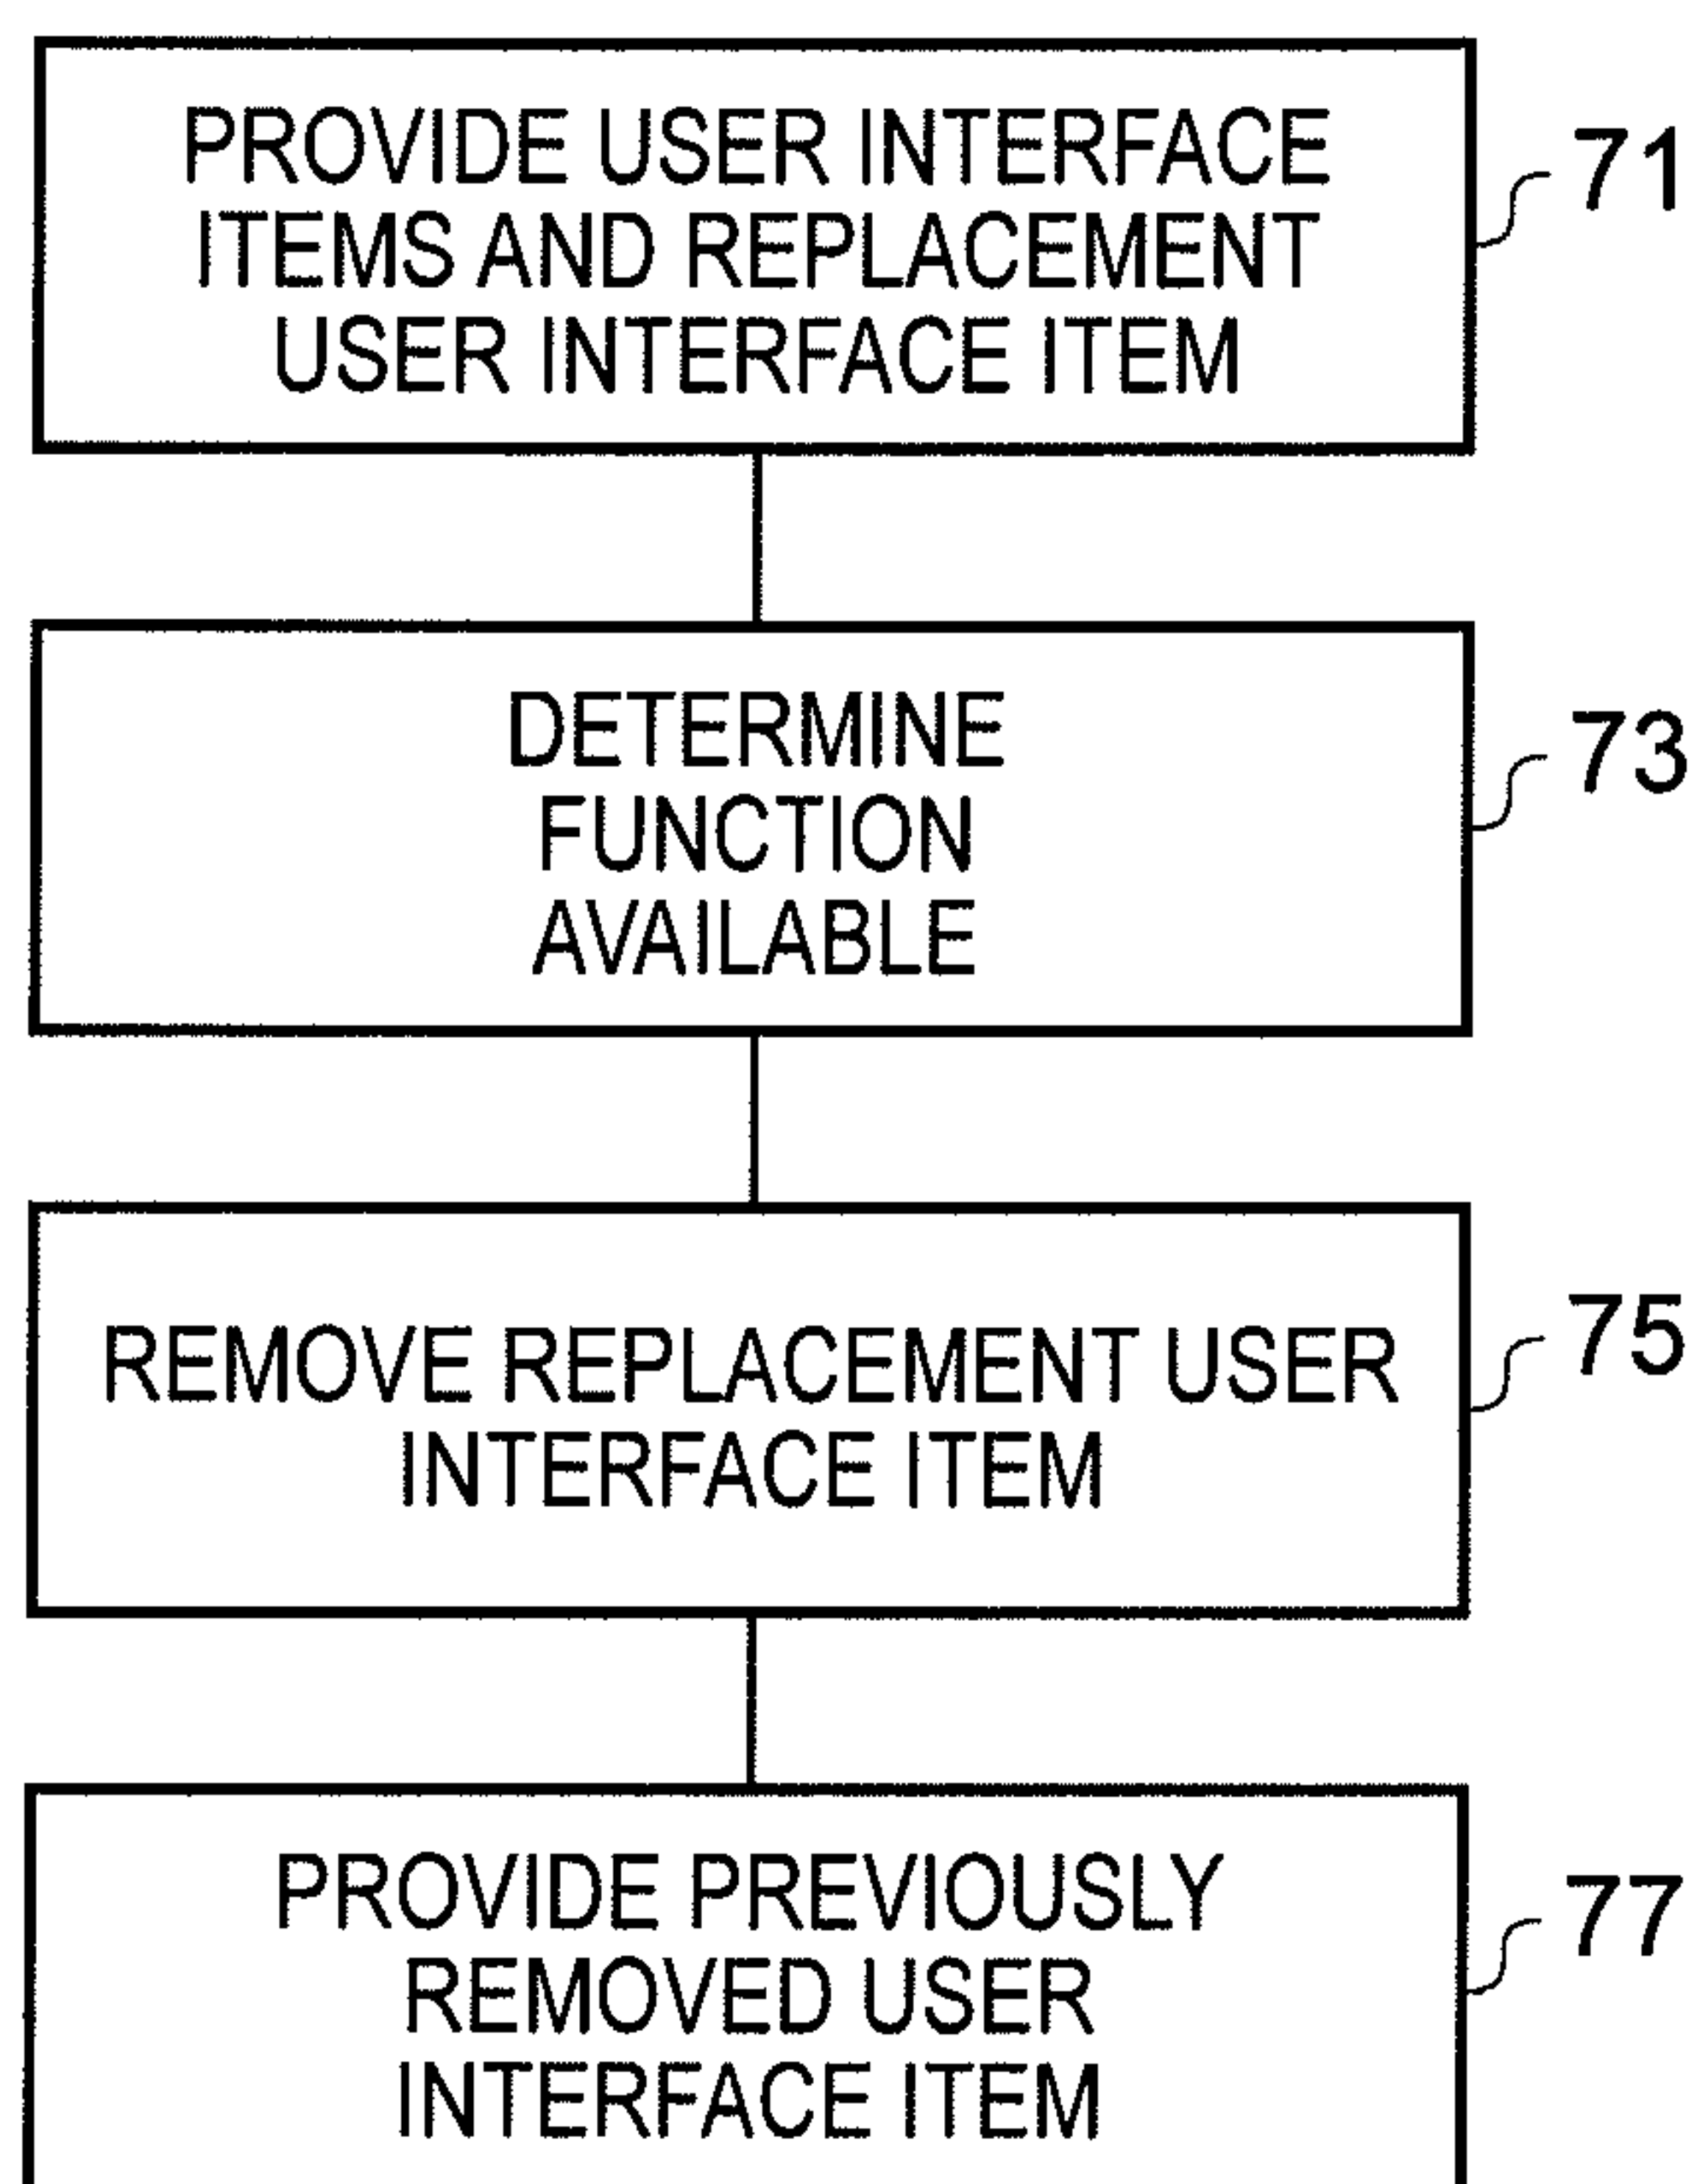 PROVIDE USER INTERFACE
ITEMS AND REPLACEMENT
USER INTERFACE ITEM
71
DETERMINE
FUNCTION
AVAILABLE
73
REMOVE REPLACEMENT USER
INTERFACE ITEM
75
PROVIDE PREVIOUSLY
REMOVED USER
INTERFACE ITEM
77